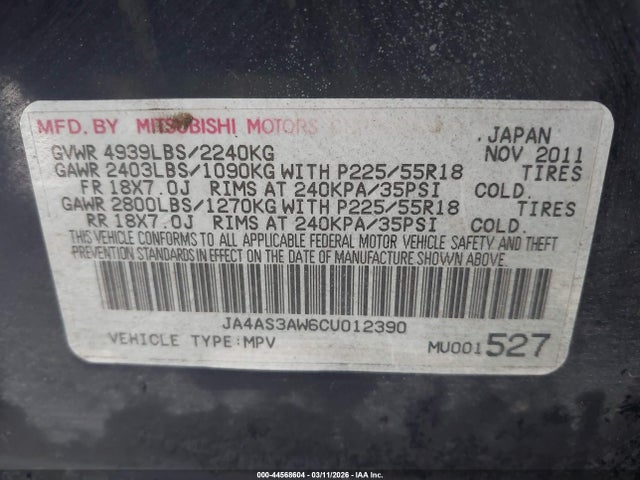 MFD. BY MITSUBISHI MOTORS
JAPAN
GVWR 4939LBS/2240KG NOV 2011
GAWR 2403LBS/1090KG WITH P225/55R18 TIRES
FR 18X7.0J RIMS AT 240KPA/35PSI COLD.
GAWR 2800LBS/1270KG WITH P225/55R18 TIRES
RR 18X7.0J RIMS AT 240KPA/35PSI COLD.
THIS VEHICLE CONFORMS TO ALL APPLICABLE FEDERAL MOTOR VEHICLE SAFETY AND THEFT
PREVENTION STANDARDS IN EFFECT ON THE DATE OF MANUFACTURE SHOWN ABOVE.
JA4AS3AW6CU012390
VEHICLE TYPE:MPV MU001527
000-44568604 - 03/11/2026 - IAA Inc.